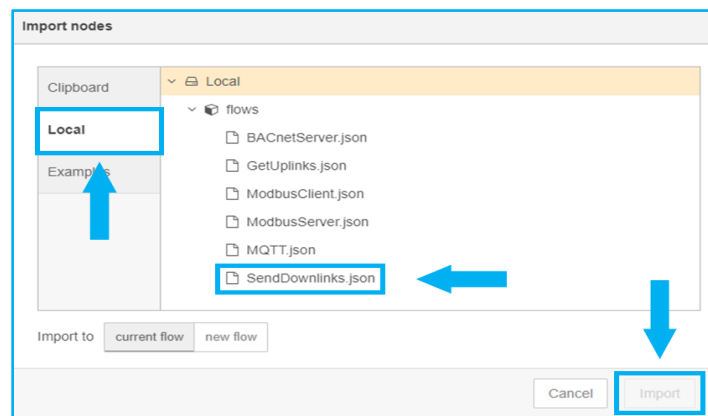 Import nodes
Clipboard
Local
Examples
Local
flows
BACnetServer.json
GetUplinks.json
ModbusClient.json
ModbusServer.json
MQTT.json
SendDownlinks.json
Import to current flow new flow
Cancel Import